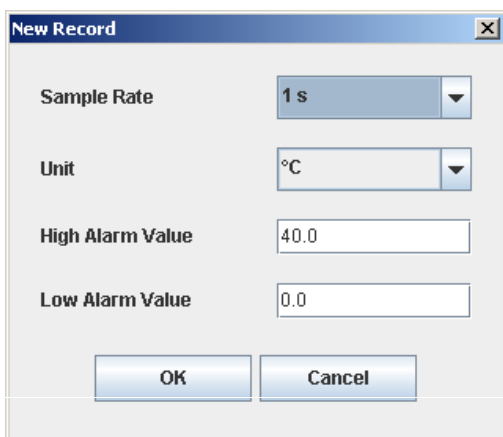 New Record
Sample Rate 1 s
Unit °C
High Alarm Value 40.0
Low Alarm Value 0.0
OK Cancel